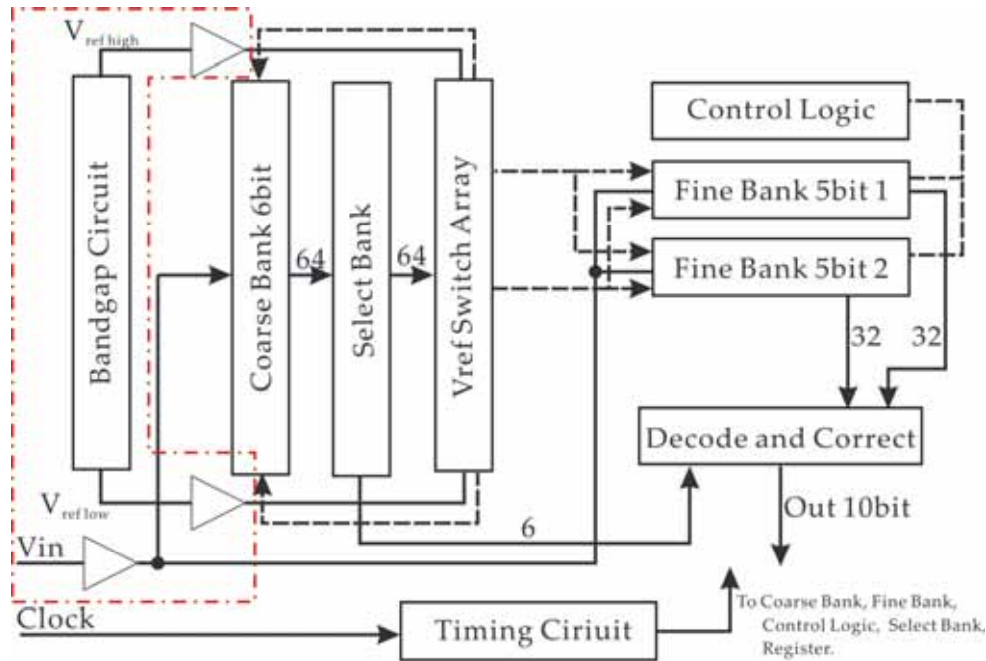 V ref high
Bandgap Circuit
Coarse Bank 6bit
64
Select Bank
64
Vref Switch Array
Control Logic
Fine Bank 5bit 1
Fine Bank 5bit 2
32
32
Decode and Correct
V ref low
6
Out 10bit
Vin
Clock
Timing Ciriuit
To Coarse Bank, Fine Bank,
Control Logic, Select Bank,
Register.